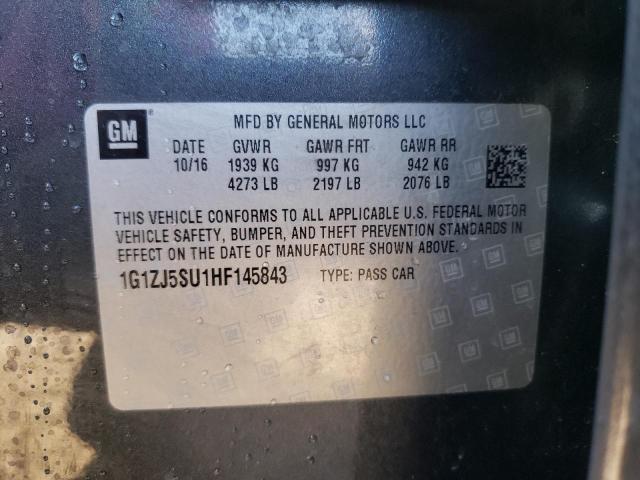 GM ® MFD BY GENERAL MOTORS LLC
DATE GVWR GAWR FRT GAWR RR
10/16 1939 KG 997 KG 942 KG
4273 LB 2197 LB 2076 LB
THIS VEHICLE CONFORMS TO ALL APPLICABLE U.S. FEDERAL MOTOR
VEHICLE SAFETY, BUMPER, AND THEFT PREVENTION STANDARDS IN
EFFECT ON THE DATE OF MANUFACTURE SHOWN ABOVE.
1G1ZJ5SU1HF145843 TYPE: PASS CAR